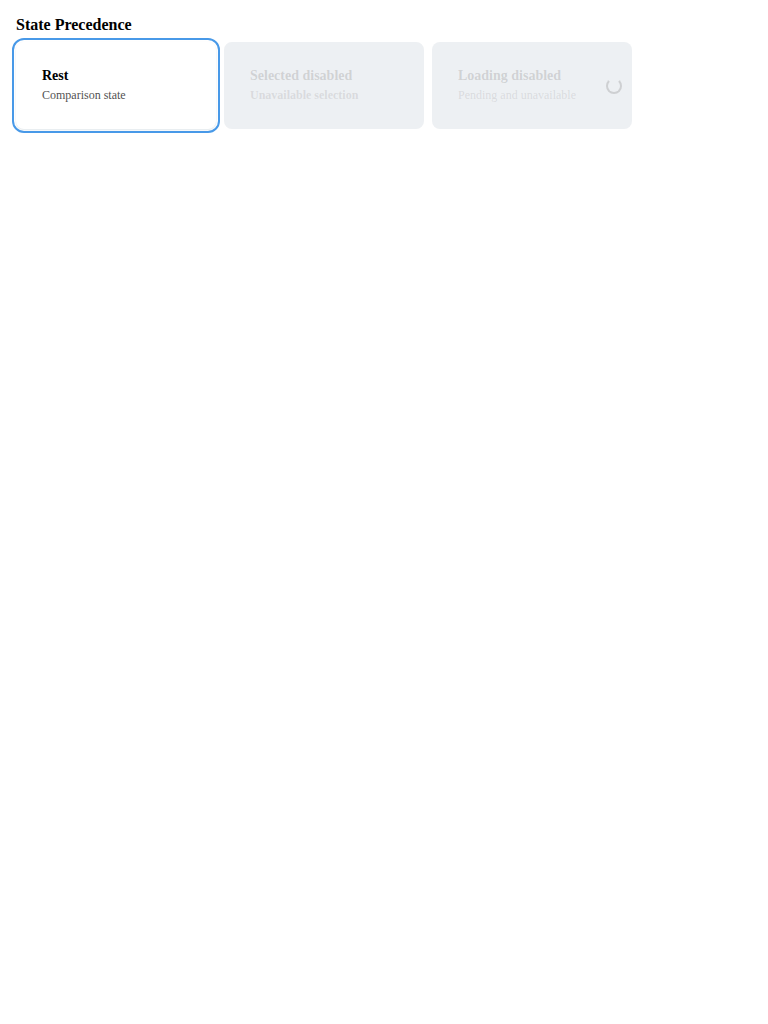 State Precedence
Rest
Comparison state
Selected disabled
Unavailable selection
Loading disabled
Pending and unavailable